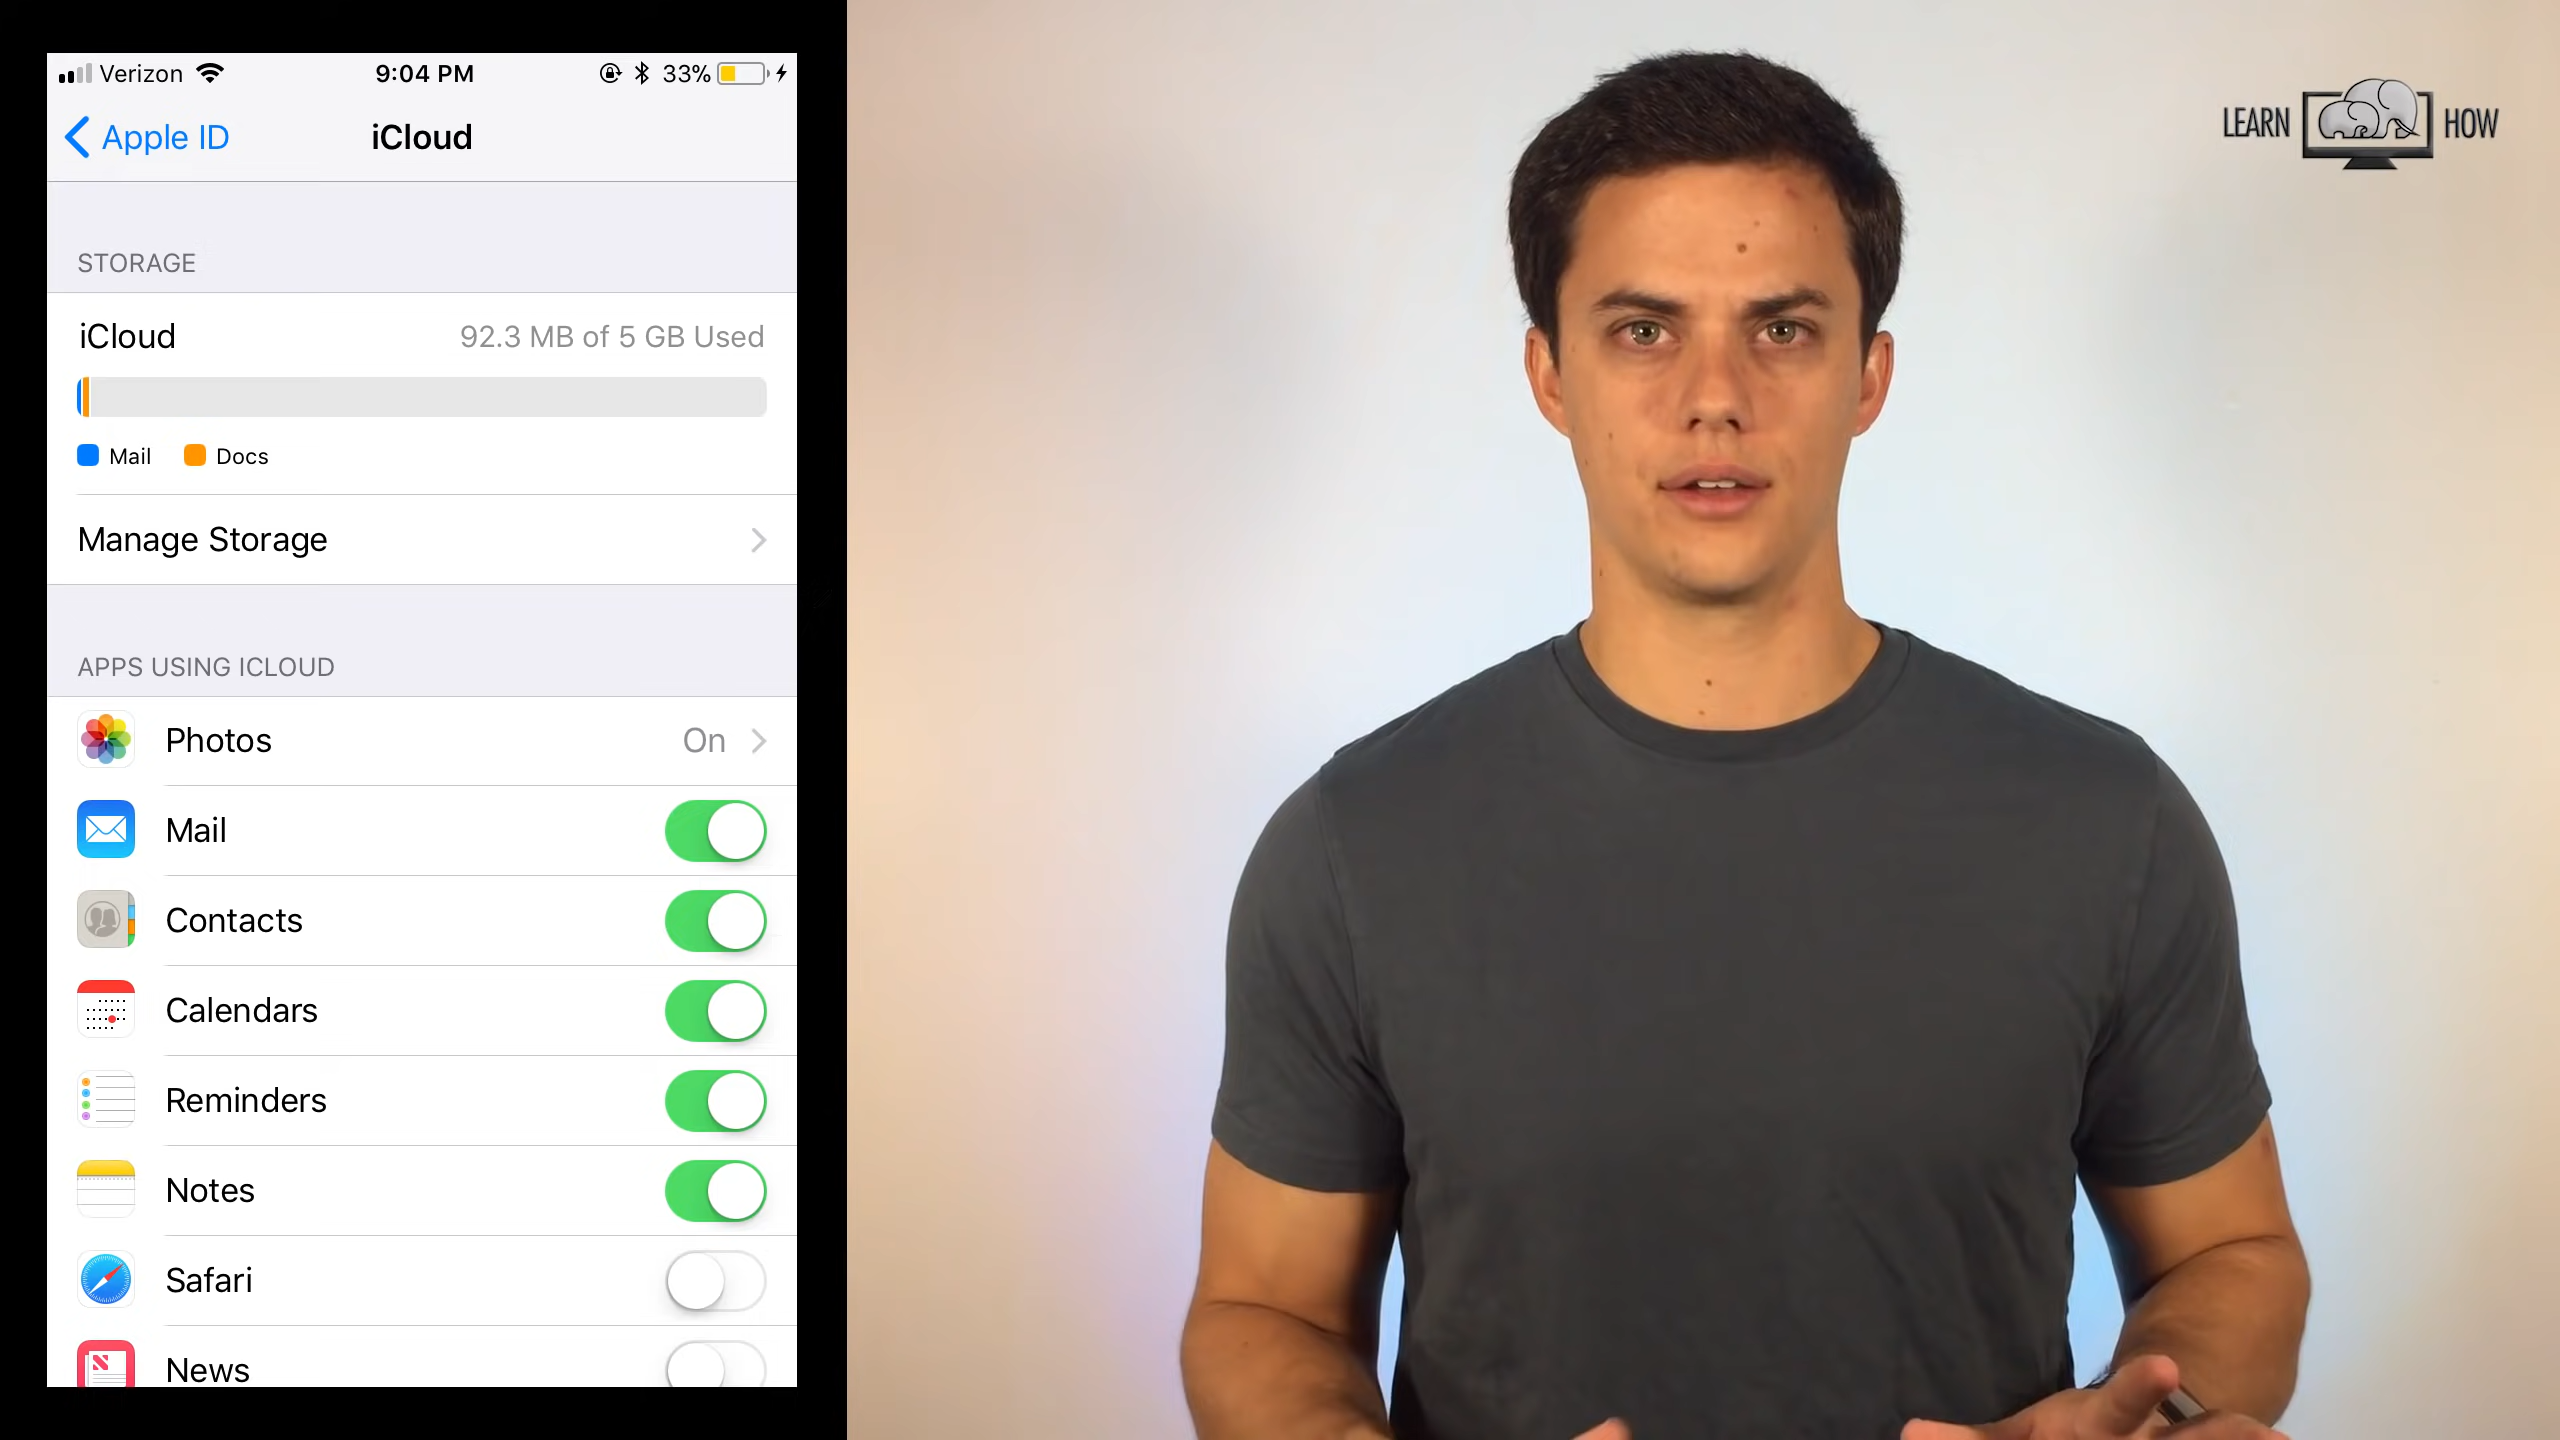 Verizon 9:04 PM 33%
Apple ID iCloud
STORAGE
iCloud 92.3 MB of 5 GB Used
Mail Docs
Manage Storage
APPS USING ICLOUD
Photos On
Mail
Contacts
Calendars
Reminders
Notes
Safari
News
LEARN HOW